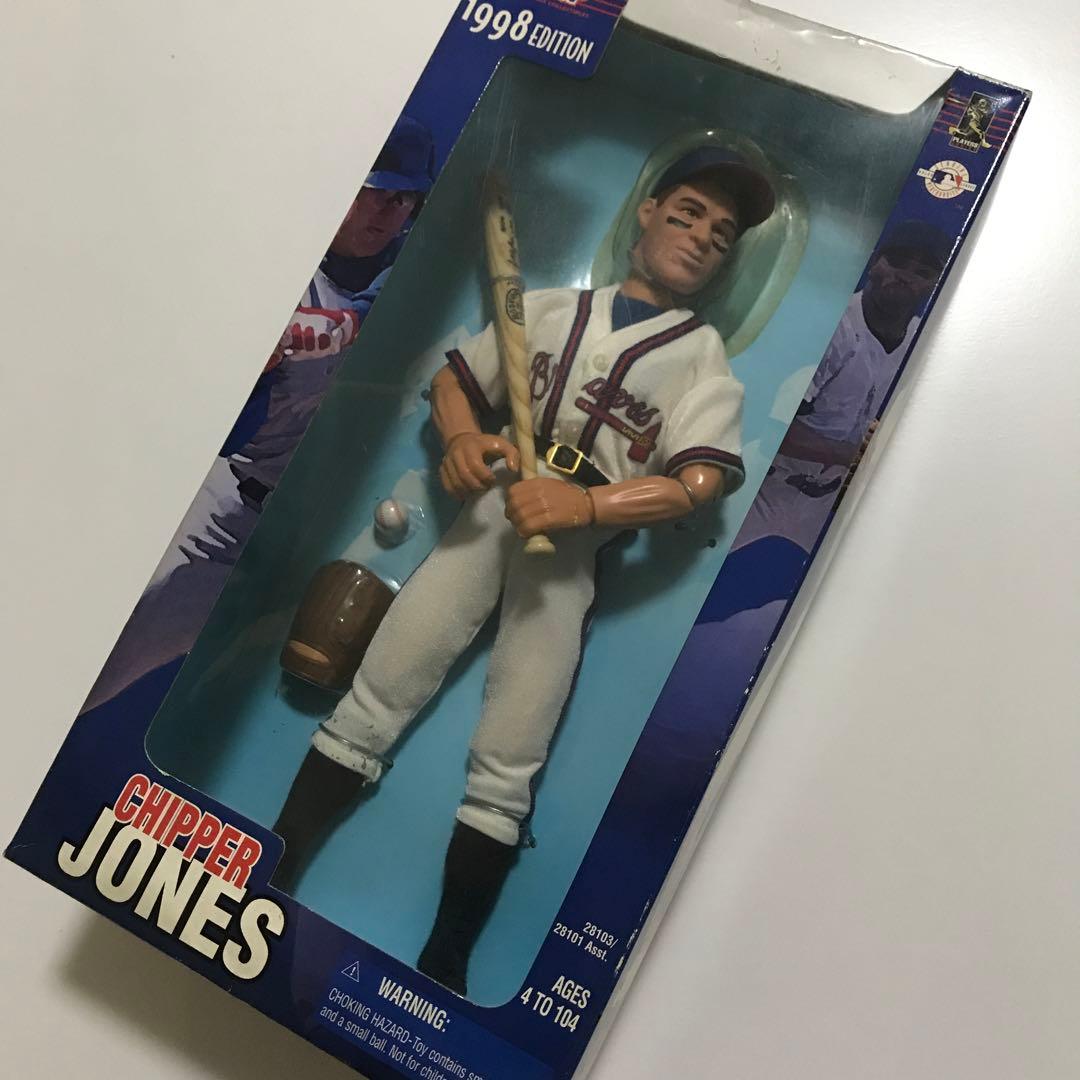 1998 EDITION
PLAYERS
Braves
CHIPPER
JONES
28103/
28101 Asst.
AGES
4 TO 104
WARNING:
CHOKING HAZARD-Toy contains
and a small ball. Not for